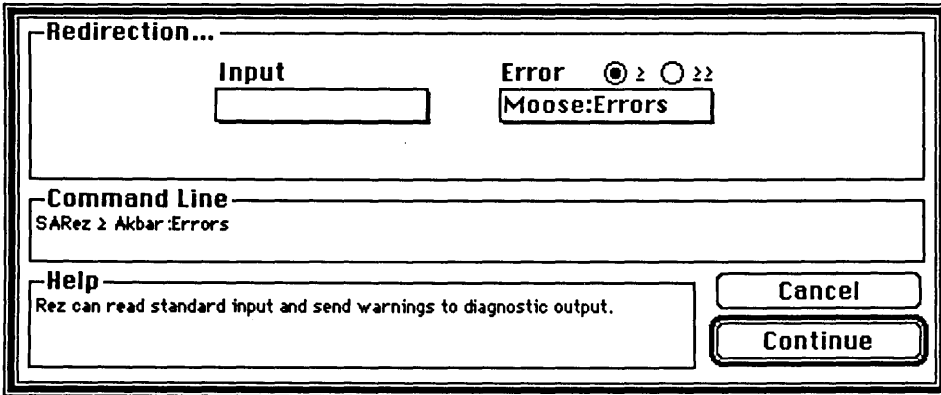 Redirection...
Input
Error ≥ ≥≥
Moose:Errors
Command Line
SARez ≥ Akbar:Errors
Help
Rez can read standard input and send warnings to diagnostic output.
Cancel
Continue